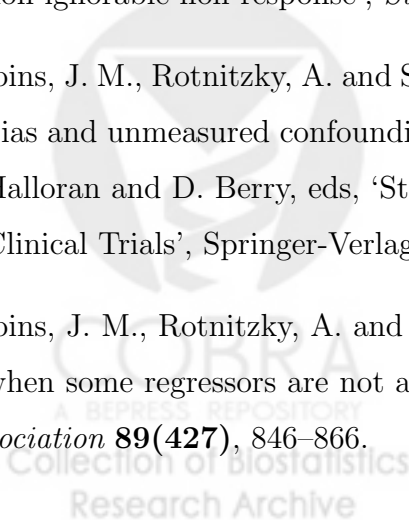 ion ignorable non-response',
bins, J. M., Rotnitzky, A. and S
ias and unmeasured confoundi
Halloran and D. Berry, eds, 'St
Clinical Trials', Springer-Verlag
bins, J. M., Rotnitzky, A. and
when some regressors are not a
ociation 89(427), 846–866.
COBRA
A BEPRESS REPOSITORY
Collection of Biostatistics
Research Archive